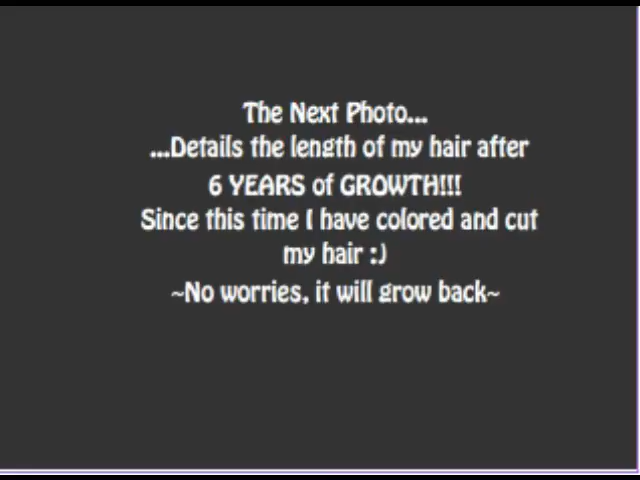 The Next Photo...
...Details the length of my hair after
6 YEARS of GROWTH!!!
Since this time I have colored and cut
my hair :)
~No worries, it will grow back~